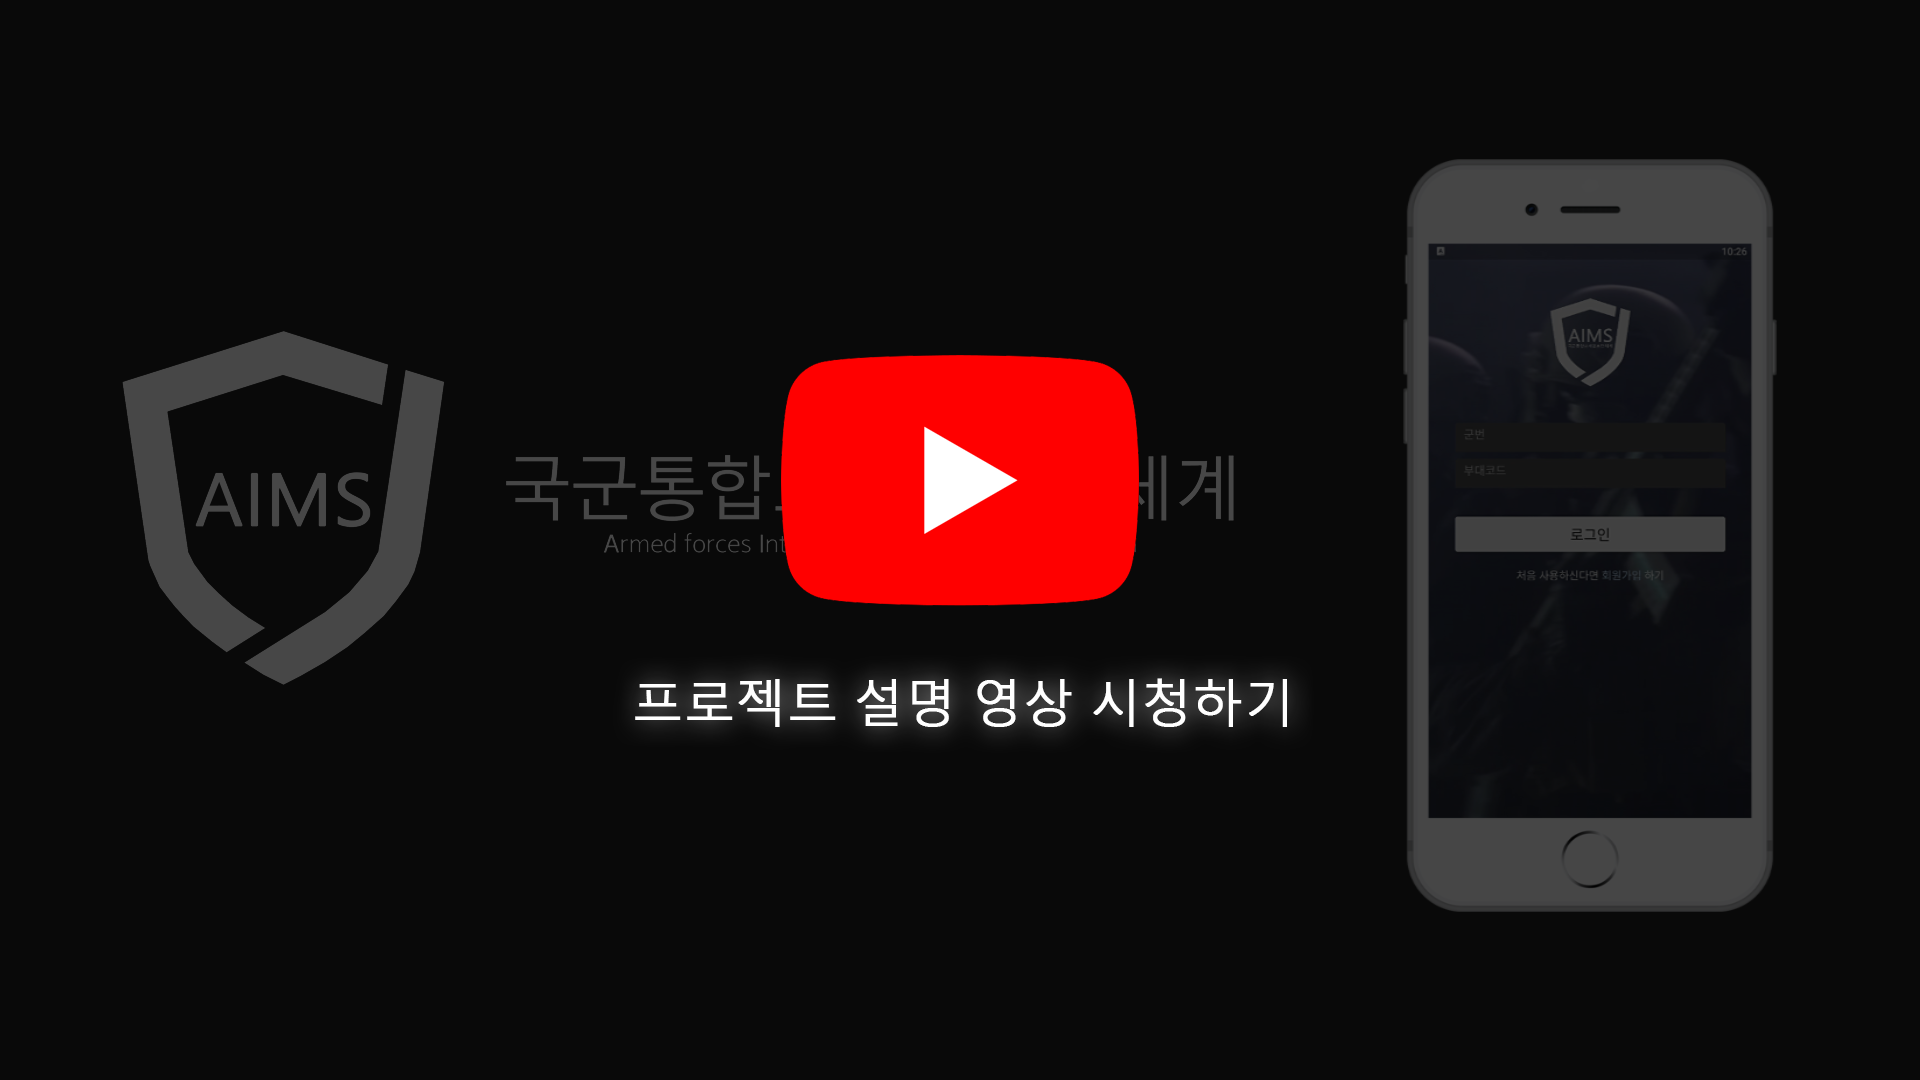 AIMS
국군통합
체계
Armed forces Int
프로젝트 설명 영상 시청하기
10:26
AIMS
군번
부대코드
로그인
처음 사용하신다면 회원가입 하기